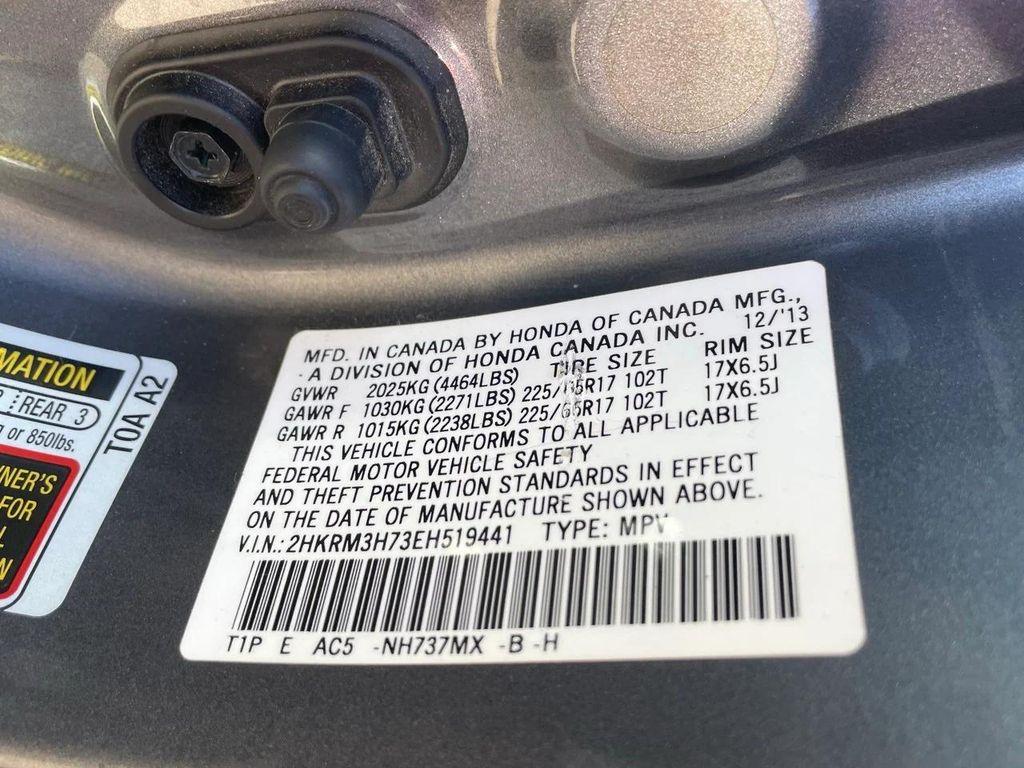 MATION
REAR 3
or 850lbs.
NER'S
FOR
T0A A2
MFD. IN CANADA BY HONDA OF CANADA MFG.,
A DIVISION OF HONDA CANADA INC. 12/'13
GVWR 2025KG (4464LBS) TIRE SIZE RIM SIZE
GAWR F 1030KG (2271LBS) 225/65R17 102T 17X6.5J
GAWR R 1015KG (2238LBS) 225/65R17 102T 17X6.5J
THIS VEHICLE CONFORMS TO ALL APPLICABLE
FEDERAL MOTOR VEHICLE SAFETY
AND THEFT PREVENTION STANDARDS IN EFFECT
ON THE DATE OF MANUFACTURE SHOWN ABOVE.
V.I.N.: 2HKRM3H73EH519441 TYPE: MPV
T1P E AC5 -NH737MX -B -H